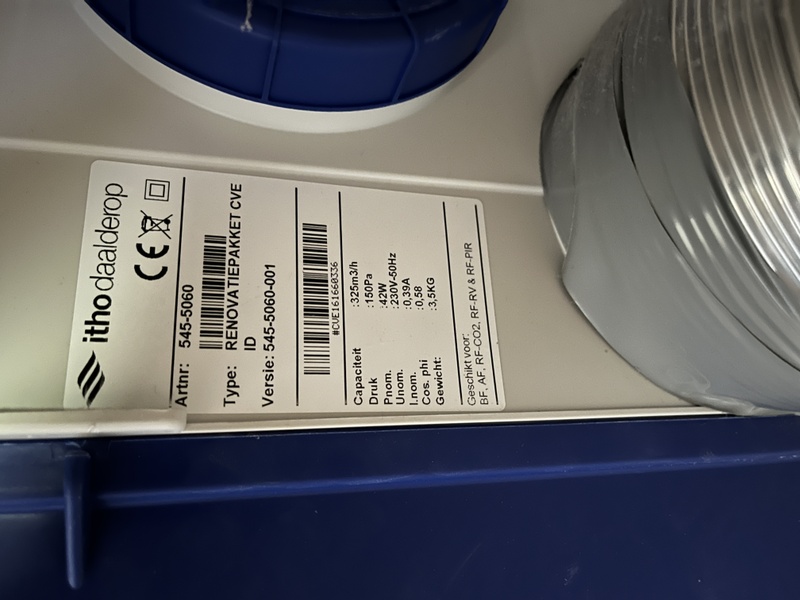 itho daalderop
CE
Artnr: 545-5060
Type: RENOVATIEPAKKET CVE
ID
Versie: 545-5060-001
#CVE161660336
Capaciteit :325m3/h
Druk :150Pa
Pnom. :42W
Unom. :230V-50Hz
I.nom. :0,39A
Cos. phi :0,58
Gewicht: :3,5KG
Geschikt voor:
BF, AF, RF-CO2, RF-RV & RF-PIR